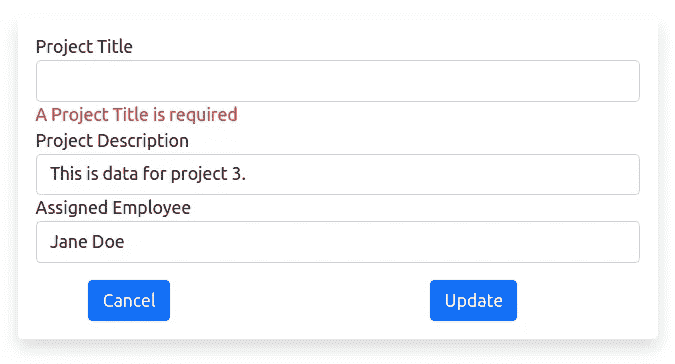 Project Title
A Project Title is required
Project Description
This is data for project 3.
Assigned Employee
Jane Doe
Cancel Update